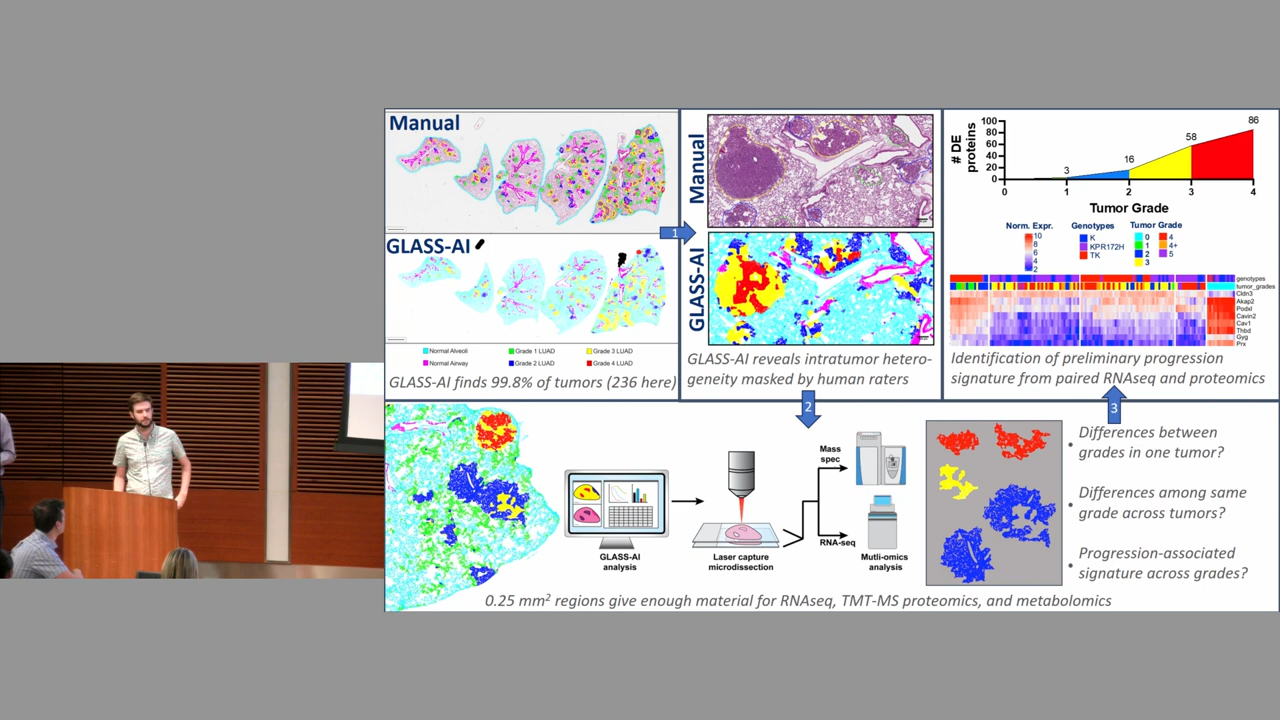 Manual
GLASS-AI
Normal Alveoli
Grade 1 LUAD
Grade 3 LUAD
Normal Airway
Grade 2 LUAD
Grade 4 LUAD
GLASS-AI finds 99.8% of tumors (236 here)
1
Manual
GLASS-AI
GLASS-AI reveals intratumor hetero-
geneity masked by human raters
# DE
proteins
100
80
60
40
20
0
3
16
58
86
0
1
2
3
4
Tumor Grade
Norm. Expr.
10
8
6
4
2
Genotypes
K
KPR172H
TK
Tumor Grade
0
1
2
3
4
4+
5
genotypes
tumor_grades
Cldn3
Akap2
Podxl
Cavin2
Cav1
Thbd
Gyg
Prx
Identification of preliminary progression
signature from paired RNAseq and proteomics
2
3
GLASS-AI
analysis
Laser capture
microdissection
Mass
spec
RNA-seq
Mutli-omics
analysis
• Differences between
grades in one tumor?
• Differences among same
grade across tumors?
• Progression-associated
signature across grades?
0.25 mm² regions give enough material for RNAseq, TMT-MS proteomics, and metabolomics